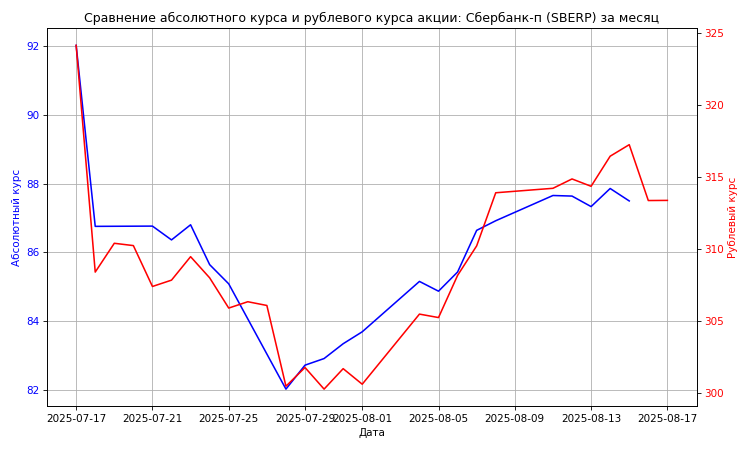 Сравнение абсолютного курса и рублевого курса акции: Сбербанк-п (SBERP) за месяц
92
90
88
86
84
82
Абсолютный курс
325
320
315
310
305
300
Рублевый курс
2025-07-17 2025-07-21 2025-07-25 2025-07-29 2025-08-01 2025-08-05 2025-08-09 2025-08-13 2025-08-17
Дата